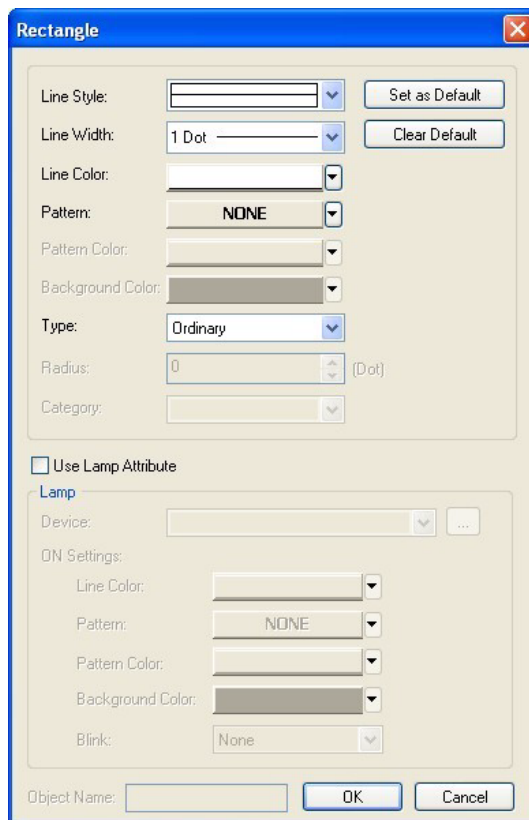 Rectangle
Line Style:
Set as Default
Line Width:
1 Dot
Clear Default
Line Color:
Pattern:
NONE
Pattern Color:
Background Color:
Type:
Ordinary
Radius:
0
(Dot)
Category:
Use Lamp Attribute
Lamp
Device:
...
ON Settings:
Line Color:
Pattern:
NONE
Pattern Color:
Background Color:
Blink:
None
Object Name:
OK
Cancel